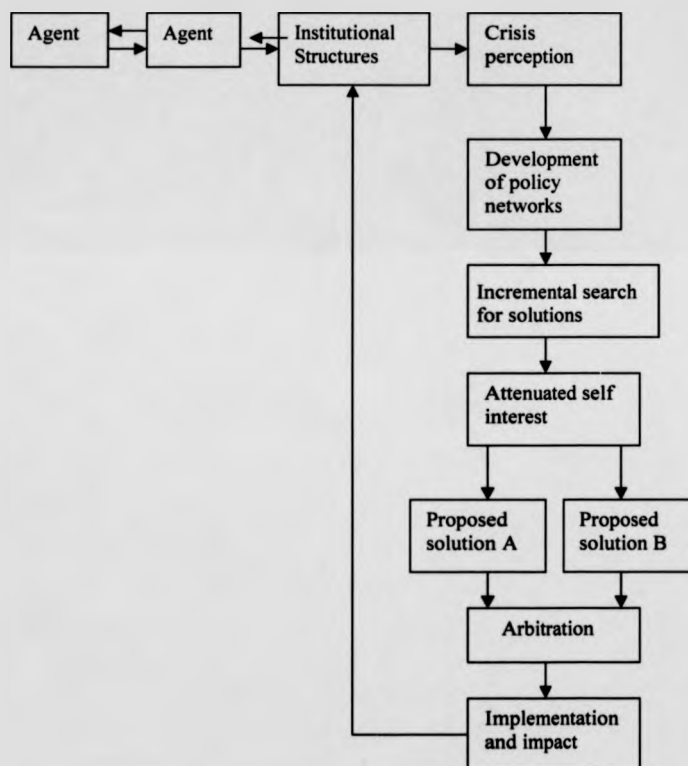 Agent
Agent
Institutional
Structures
Crisis
perception
Development
of policy
networks
Incremental search
for solutions
Attenuated self
interest
Proposed
solution A
Proposed
solution B
Arbitration
Implementation
and impact